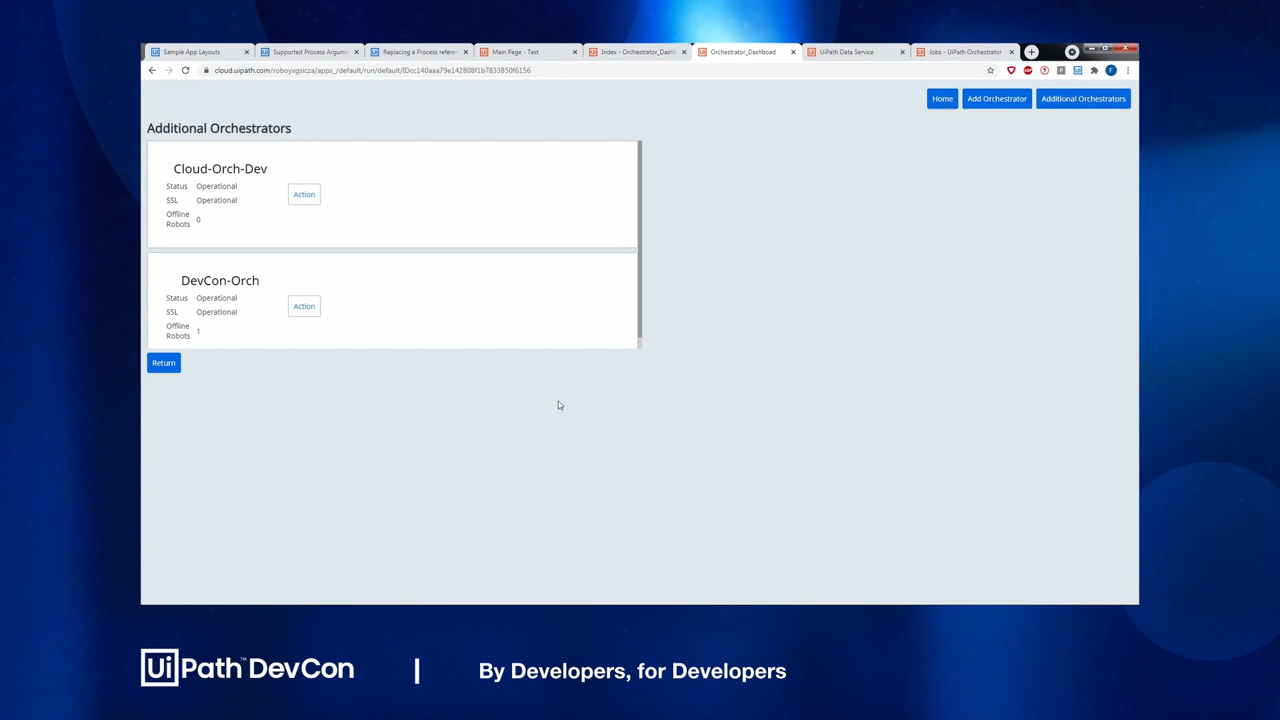 Sample App Layouts
Supported Process Argume
Replacing a Process referen
Main Page - Test
Index - Orchestrator_Dashb
Orchestrator_Dashboad
UiPath Data Service
Jobs - UiPath Orchestrator
cloud.uipath.com/roboyxgsicza/apps_/default/run/default/IDcc140aaa79e142808f1b7833850f6156
Home
Add Orchestrator
Additional Orchestrators
Additional Orchestrators
Cloud-Orch-Dev
Status Operational
SSL Operational
Action
Offline
Robots 0
DevCon-Orch
Status Operational
SSL Operational
Action
Offline
Robots 1
Return
UiPath™ DevCon | By Developers, for Developers